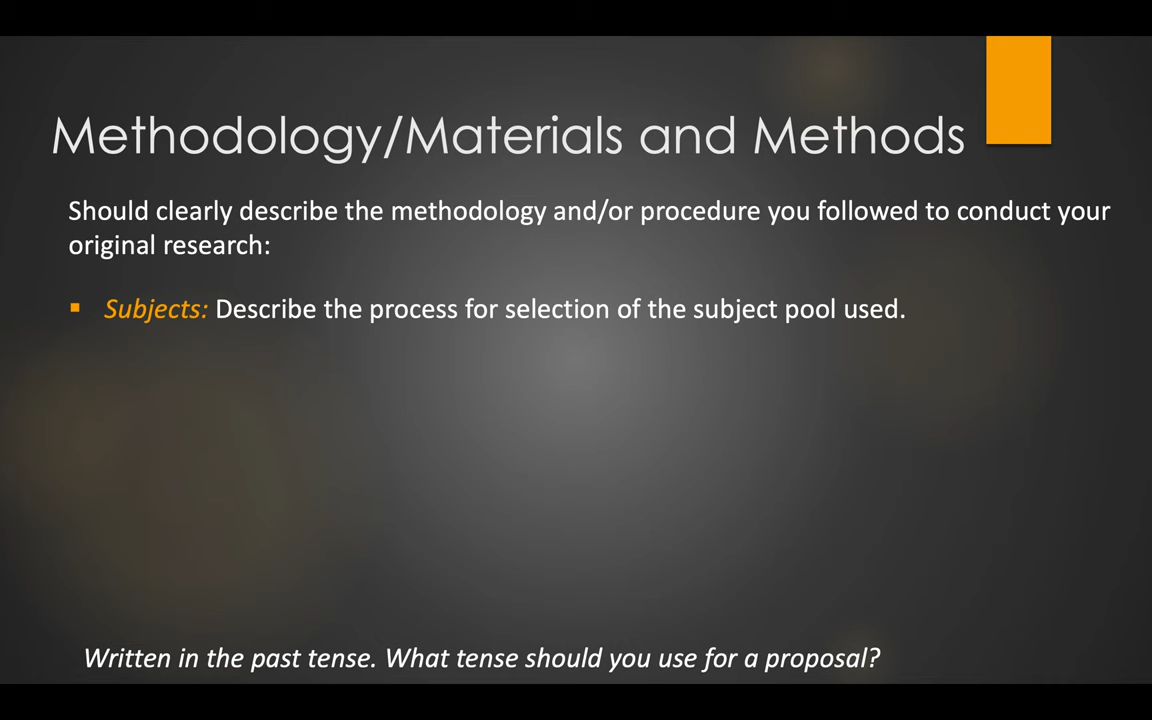 Methodology/Materials and Methods
Should clearly describe the methodology and/or procedure you followed to conduct your
original research:
▪ Subjects: Describe the process for selection of the subject pool used.
Written in the past tense. What tense should you use for a proposal?